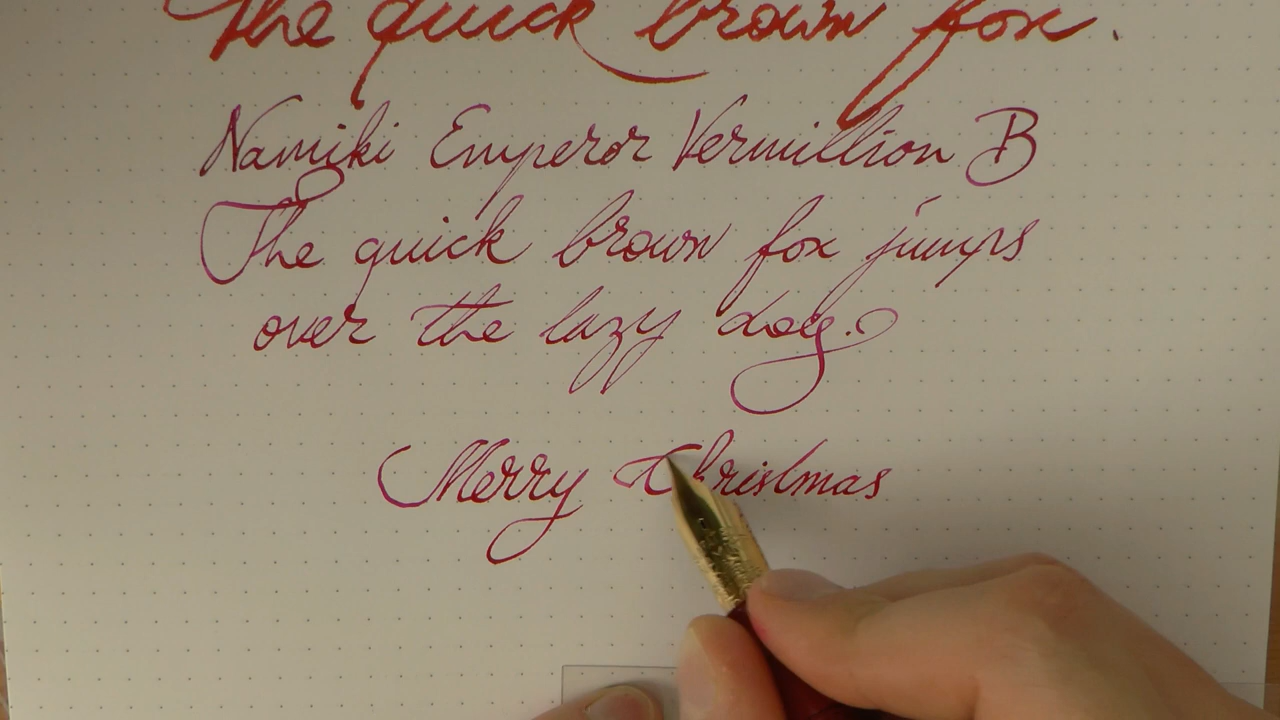 The quick brown fox.
Namiki Emperor Vermillion B
The quick brown fox jumps
over the lazy dog.
Merry Christmas